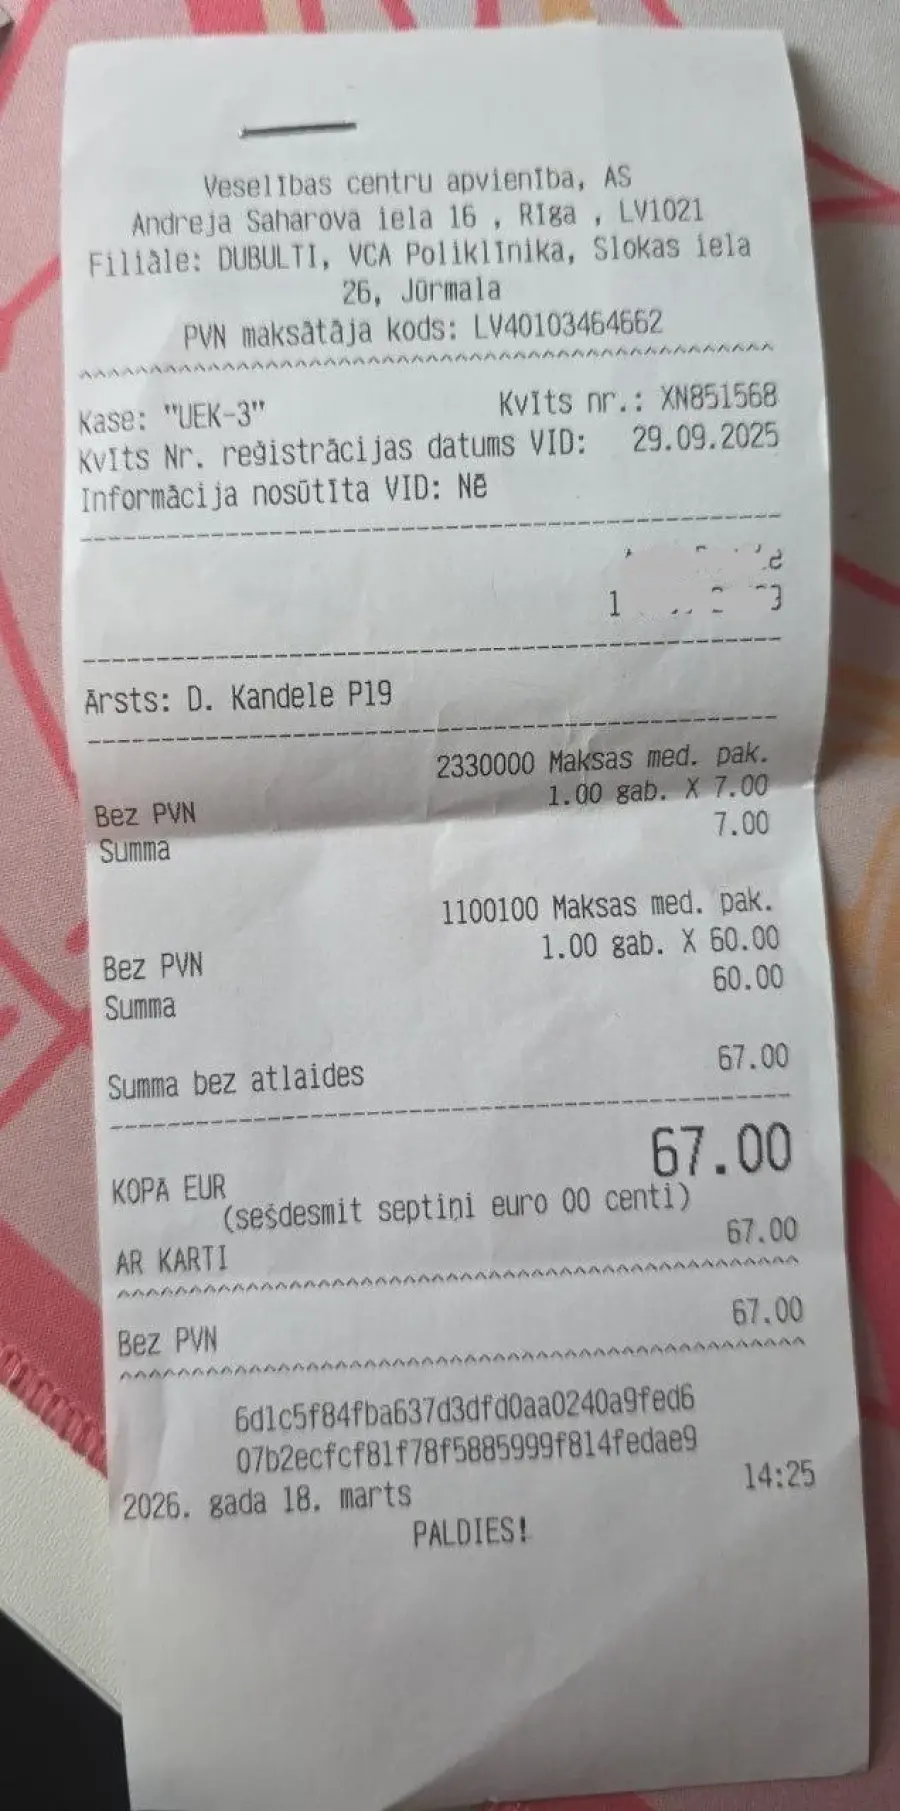 Veselības centru apvienība, AS
Andreja Saharova iela 16 , Rīga , LV1021
Filiāle: DUBULTI, VCA Poliklīnika, Slokas iela
26, Jūrmala
PVN maksātāja kods: LV40103464662
Kase: "UEK-3" Kvīts nr.: XN851568
Kvīts Nr. reģistrācijas datums VID: 29.09.2025
Informācija nosūtīta VID: Nē
Ārsts: D. Kandele P19
2330000 Maksas med. pak.
Bez PVN 1.00 gab. X 7.00
Summa 7.00
1100100 Maksas med. pak.
Bez PVN 1.00 gab. X 60.00
Summa 60.00
Summa bez atlaides 67.00
KOPĀ EUR 67.00
(sešdesmit septiņi euro 00 centi)
AR KARTI 67.00
Bez PVN 67.00
6d1c5f84fba637d3dfd0aa0240a9fed6
07b2ecfcf81f78f5885999f814fedae9
2026. gada 18. marts 14:25
PALDIES!